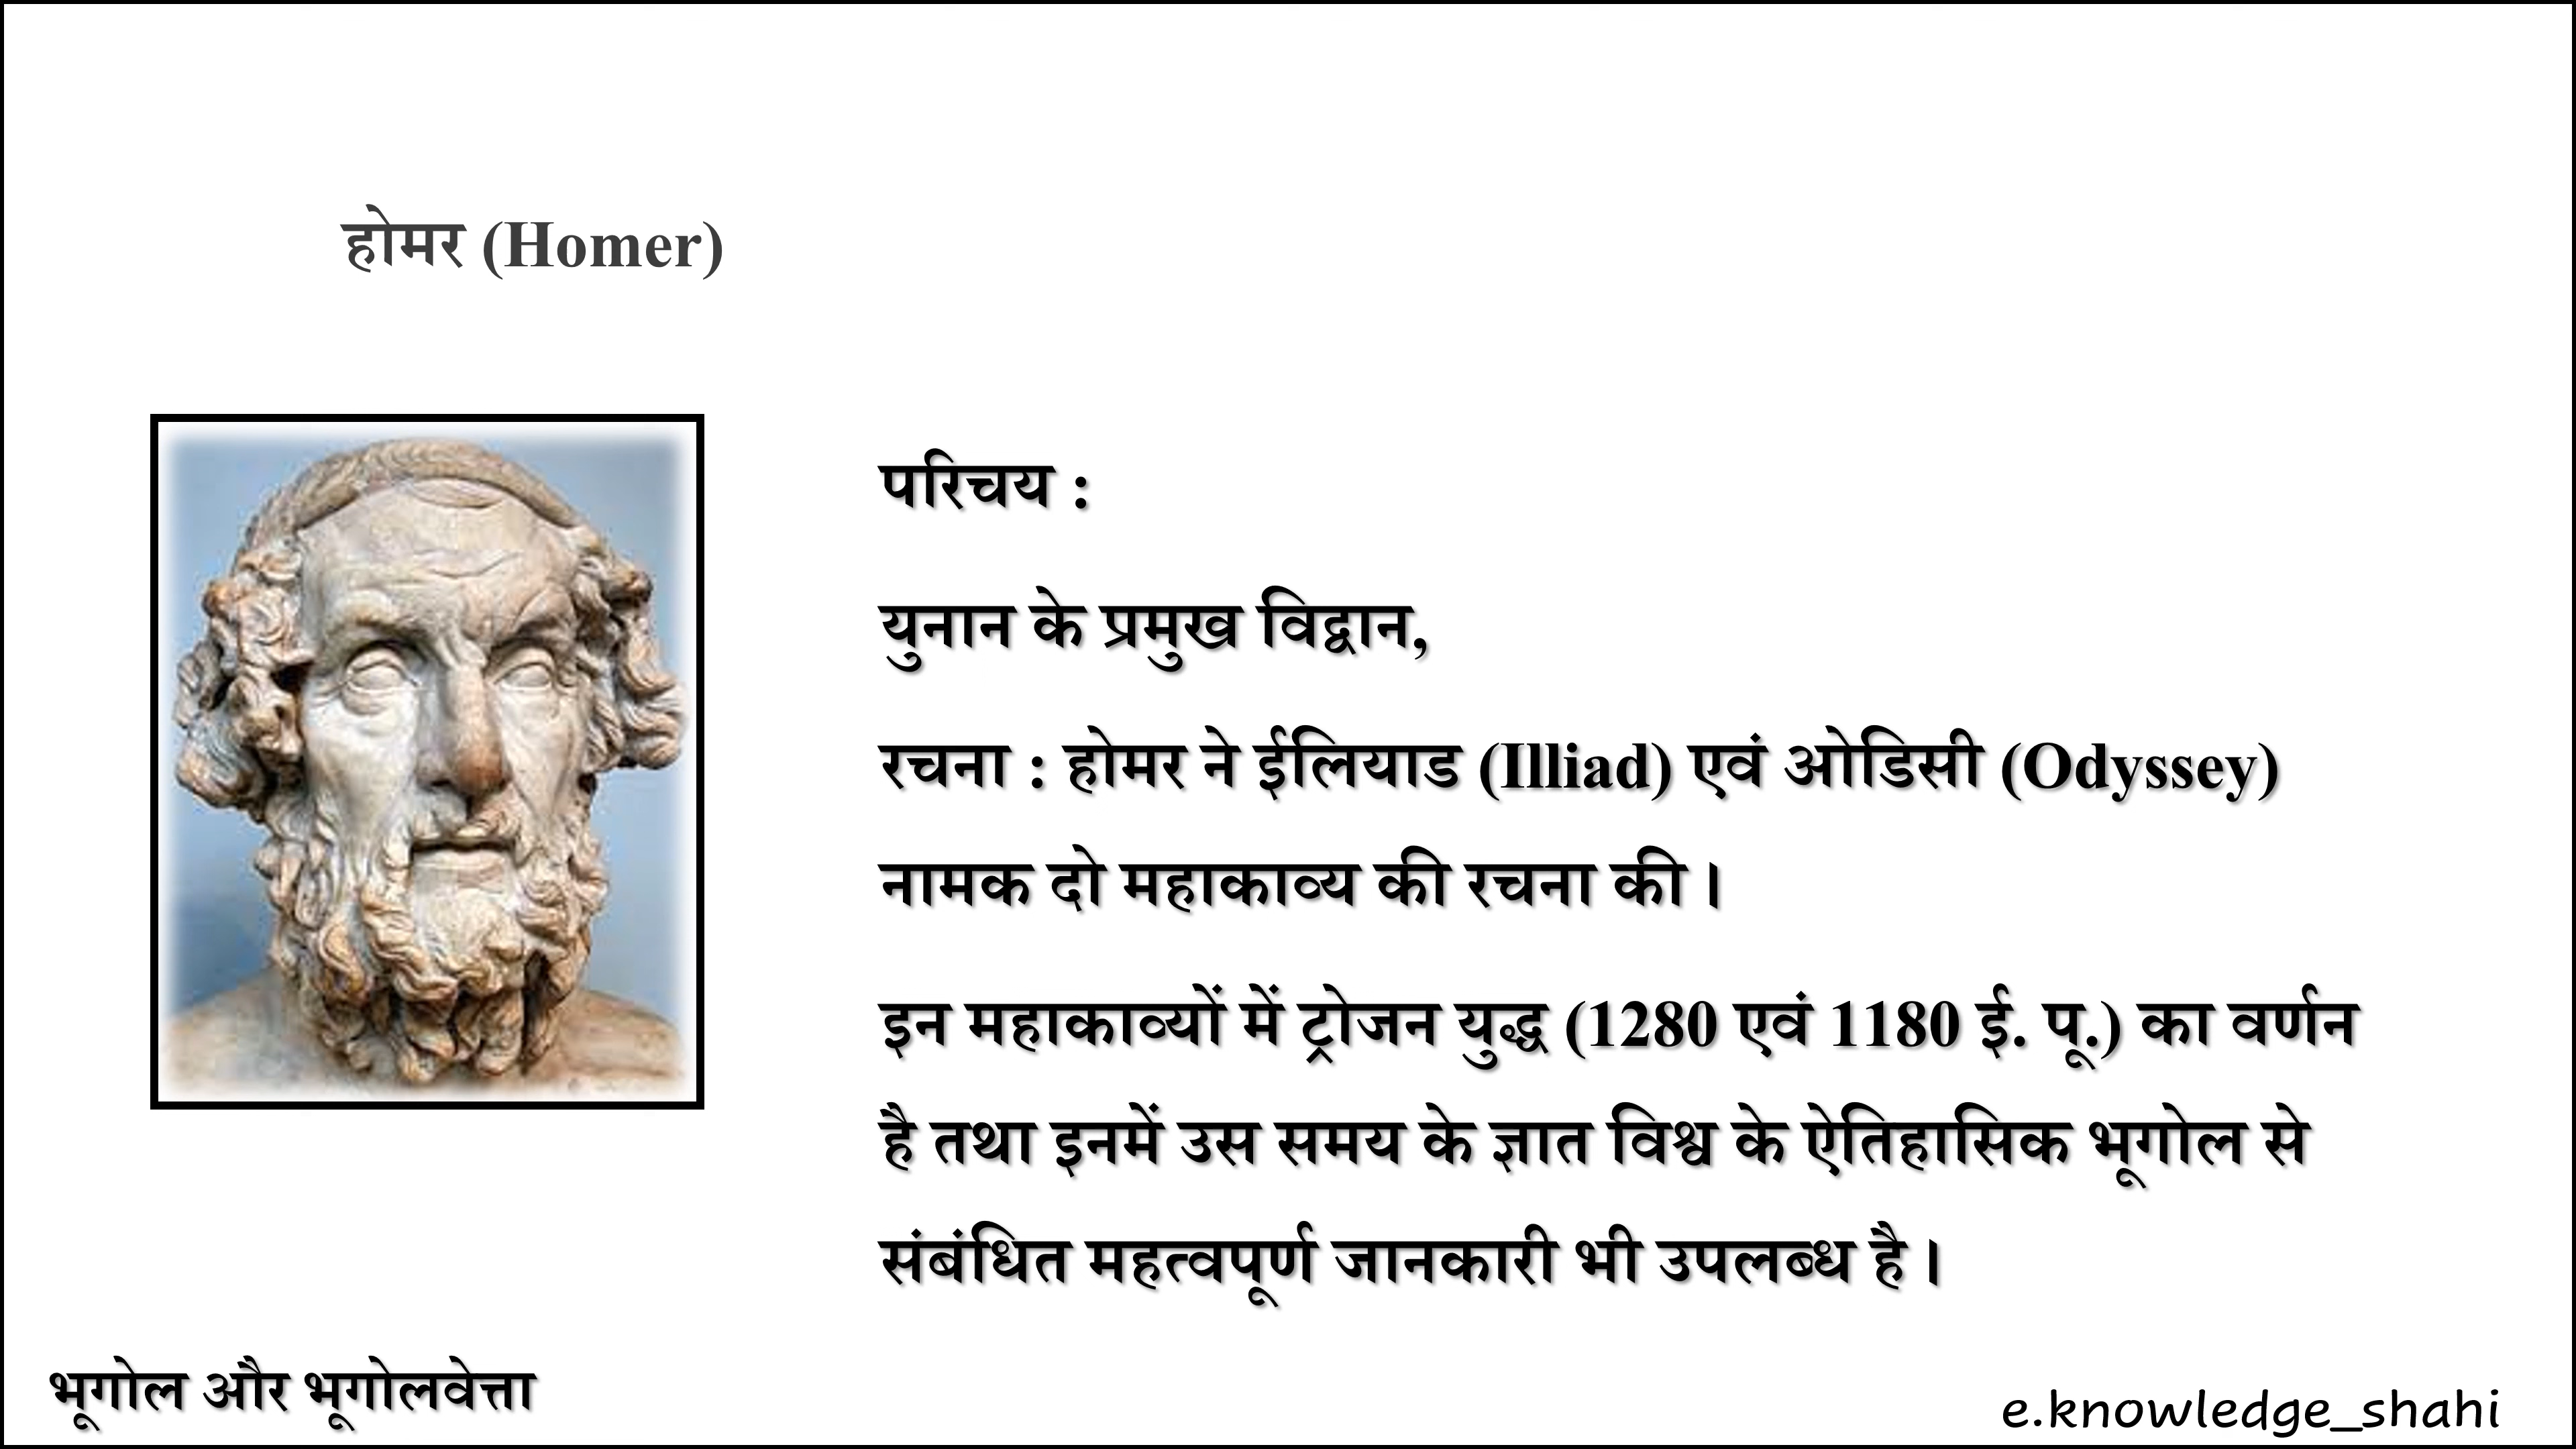 होमर (Homer)
परिचय :
युनान के प्रमुख विद्वान,
रचना : होमर ने ईलियाड (Illiad) एवं ओडिसी (Odyssey)
नामक दो महाकाव्य की रचना की।
इन महाकाव्यों में ट्रोजन युद्ध (1280 एवं 1180 ई. पू.) का वर्णन
है तथा इनमें उस समय के ज्ञात विश्व के ऐतिहासिक भूगोल से
संबंधित महत्वपूर्ण जानकारी भी उपलब्ध है।
भूगोल और भूगोलवेत्ता
e.knowledge_shahi